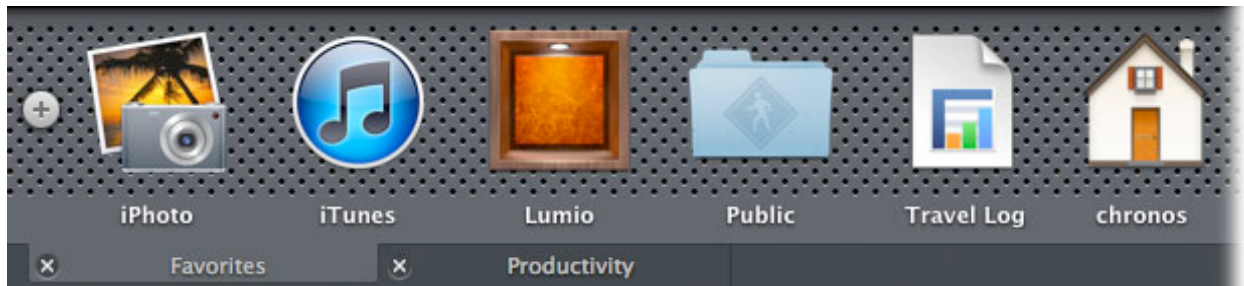 iPhoto iTunes Lumio Public Travel Log chronos
Favorites Productivity